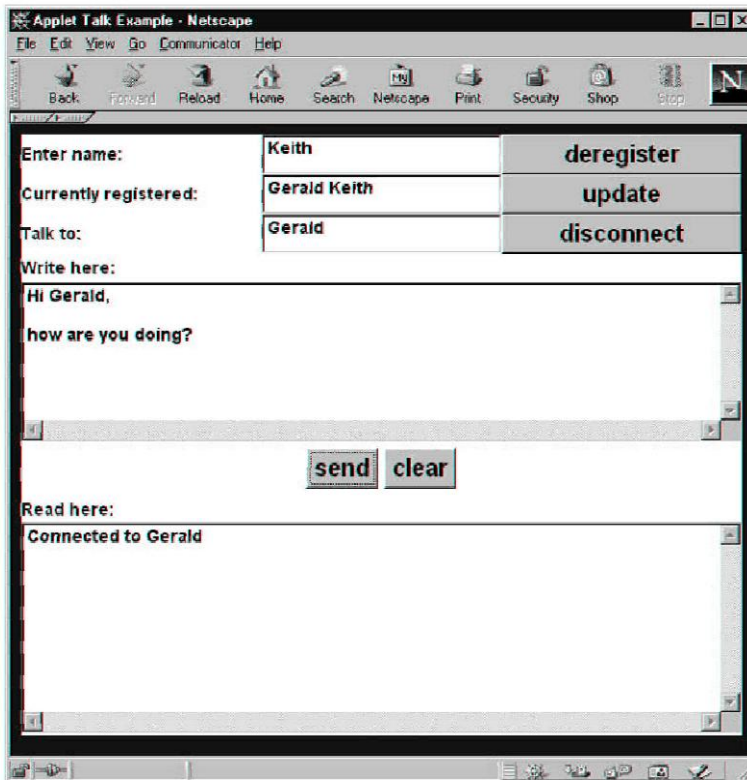 Applet Talk Example - Netscape
File Edit View Go Communicator Help
Back Forward Reload Home Search Netscape Print Security Shop Stop
My
N
Enter name: Keith deregister
Currently registered: Gerald Keith update
Talk to: Gerald disconnect
Write here:
Hi Gerald,
how are you doing?
send clear
Read here:
Connected to Gerald